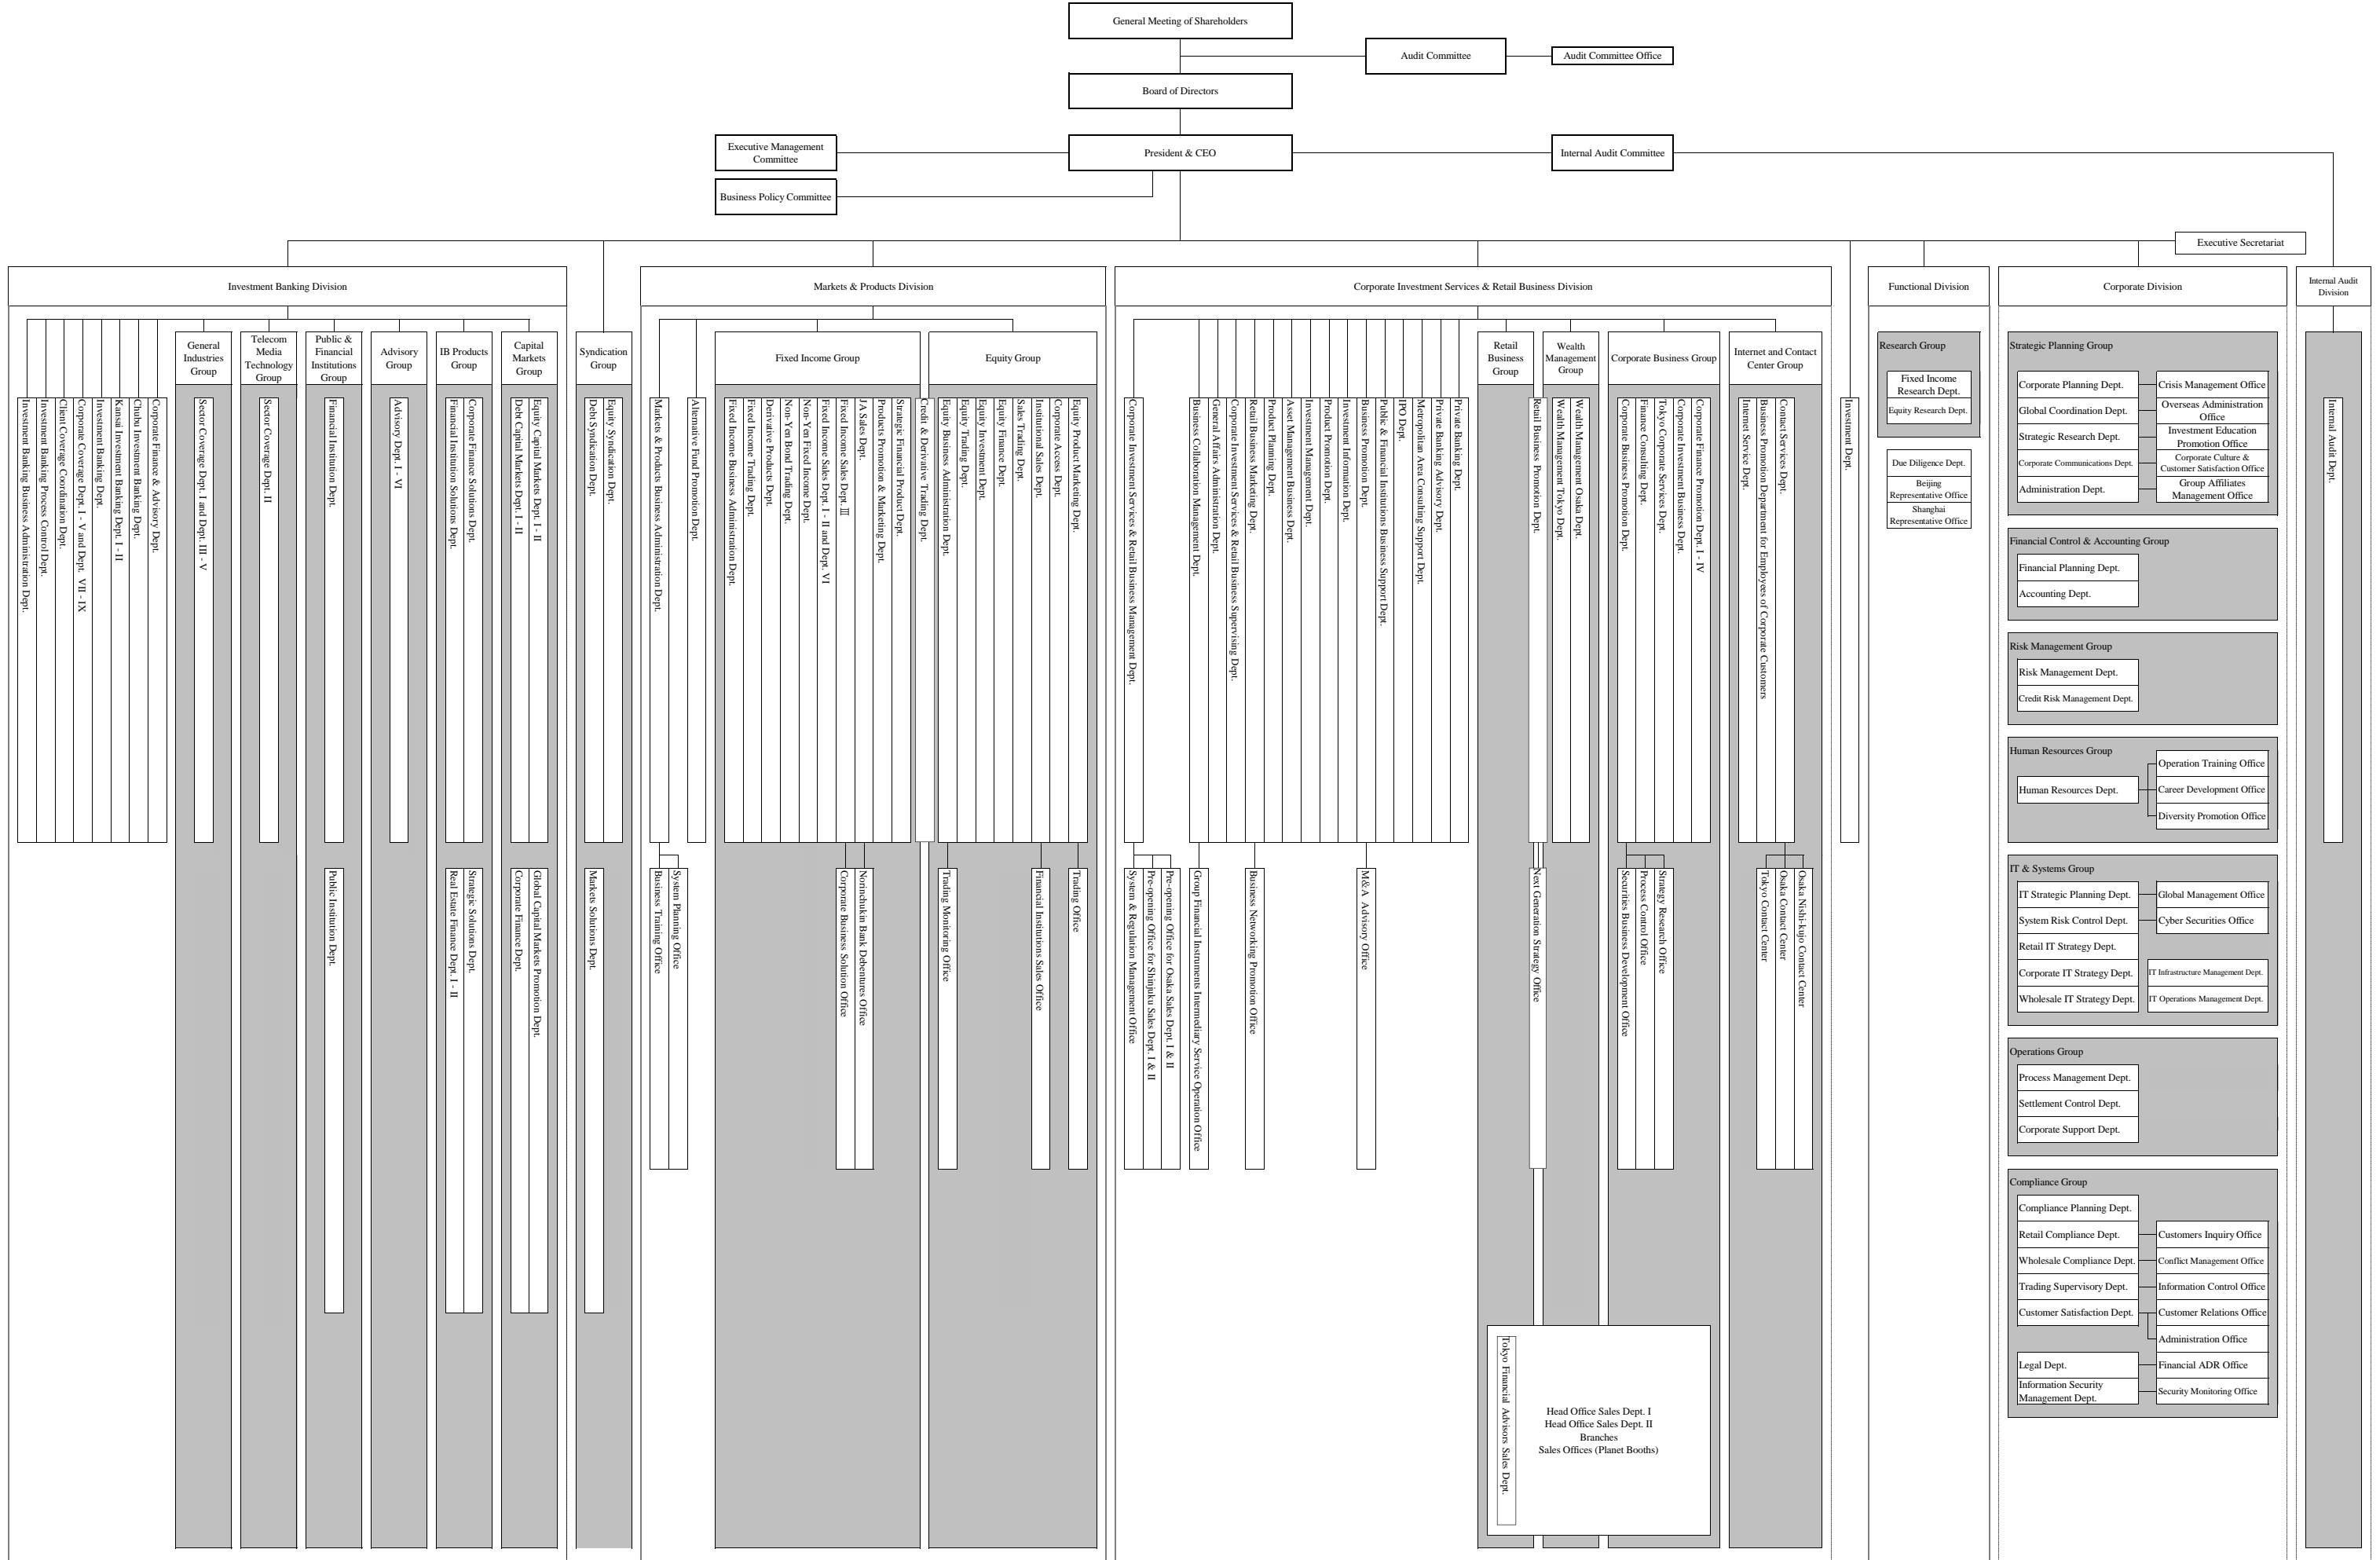 General Meeting of Shareholders
Audit Committee
Audit Committee Office
Board of Directors
Executive Management
Committee
President & CEO
Internal Audit Committee
Business Policy Committee
Executive Secretariat
Investment Banking Division
Markets & Products Division
Corporate Investment Services & Retail Business Division
Functional Division
Corporate Division
Internal Audit
Division
General
Industries
Group
Telecom
Media
Technology
Group
Public &
Financial
Institutions
Group
Advisory
Group
IB Products
Group
Capital
Markets
Group
Syndication
Group
Fixed Income Group
Equity Group
Retail
Business
Group
Wealth
Management
Group
Corporate Business Group
Internet and Contact
Center Group
Investment Banking Business Administration Dept.
Investment Banking Process Control Dept.
Client Coverage Coordination Dept.
Corporate Coverage Dept. I - V and Dept. VII - IX
Investment Banking Dept.
Kansai Investment Banking Dept. I - II
Chubu Investment Banking Dept.
Corporate Finance & Advisory Dept.
Sector Coverage Dept. I and Dept. III - V
Sector Coverage Dept. II
Financial Institution Dept.
Advisory Dept. I - VI
Financial Institution Solutions Dept.
Corporate Finance Solutions Dept.
Debt Capital Markets Dept. I - II
Equity Capital Markets Dept. I - II
Debt Syndication Dept.
Equity Syndication Dept.
Markets & Products Business Administration Dept.
Alternative Fund Promotion Dept.
Fixed Income Business Administration Dept.
Fixed Income Trading Dept.
Derivative Products Dept.
Non-Yen Bond Trading Dept.
Non-Yen Fixed Income Dept.
Fixed Income Sales Dept. I - II and Dept. VI
Fixed Income Sales Dept. III
JA Sales Dept.
Products Promotion & Marketing Dept.
Strategic Financial Product Dept.
Credit & Derivative Trading Dept.
Equity Business Administration Dept.
Equity Trading Dept.
Equity Investment Dept.
Equity Finance Dept.
Sales Trading Dept.
Institutional Sales Dept.
Corporate Access Dept.
Equity Product Marketing Dept.
Corporate Investment Services & Retail Business Management Dept.
Business Collaboration Management Dept.
General Affairs Administration Dept.
Corporate Investment Services & Retail Business Supervising Dept.
Retail Business Marketing Dept.
Product Planning Dept.
Asset Management Business Dept.
Investment Management Dept.
Product Promotion Dept.
Investment Information Dept.
Business Promotion Dept.
Public & Financial Institutions Business Support Dept.
IPO Dept.
Metropolitan Area Consulting Support Dept.
Private Banking Advisory Dept.
Private Banking Dept.
Retail Business Promotion Dept.
Wealth Management Tokyo Dept.
Wealth Management Osaka Dept.
Corporate Business Promotion Dept.
Finance Consulting Dept.
Tokyo Corporate Services Dept.
Corporate Investment Business Dept.
Corporate Finance Promotion Dept. I - IV
Internet Service Dept.
Business Promotion Department for Employees of Corporate Customers
Contact Services Dept.
Investment Dept.
Public Institution Dept.
Real Estate Finance Dept. I - II
Strategic Solutions Dept.
Corporate Finance Dept.
Global Capital Markets Promotion Dept.
Markets Solutions Dept.
Business Training Office
System Planning Office
Corporate Business Solution Office
Norinchukin Bank Debentures Office
Trading Monitoring Office
Financial Institutions Sales Office
Trading Office
System & Regulation Management Office
Pre-opening Office for Shinjuku Sales Dept. I & II
Pre-opening Office for Osaka Sales Dept. I & II
Group Financial Instruments Intermediary Service Operation Office
Business Networking Promotion Office
M&A Advisory Office
Next Generation Strategy Office
Securities Business Development Office
Process Control Office
Strategy Research Office
Tokyo Contact Center
Osaka Contact Center
Osaka Nishi-kujo Contact Center
Tokyo Financial Advisors Sales Dept.
Head Office Sales Dept. I
Head Office Sales Dept. II
Branches
Sales Offices (Planet Booths)
Research Group
Fixed Income
Research Dept.
Equity Research Dept.
Due Diligence Dept.
Beijing
Representative Office
Shanghai
Representative Office
Strategic Planning Group
Corporate Planning Dept.
Crisis Management Office
Global Coordination Dept.
Overseas Administration
Office
Strategic Research Dept.
Investment Education
Promotion Office
Corporate Communications Dept.
Corporate Culture &
Customer Satisfaction Office
Administration Dept.
Group Affiliates
Management Office
Financial Control & Accounting Group
Financial Planning Dept.
Accounting Dept.
Risk Management Group
Risk Management Dept.
Credit Risk Management Dept.
Human Resources Group
Operation Training Office
Human Resources Dept.
Career Development Office
Diversity Promotion Office
IT & Systems Group
IT Strategic Planning Dept.
Global Management Office
System Risk Control Dept.
Cyber Securities Office
Retail IT Strategy Dept.
Corporate IT Strategy Dept.
IT Infrastructure Management Dept.
Wholesale IT Strategy Dept.
IT Operations Management Dept.
Operations Group
Process Management Dept.
Settlement Control Dept.
Corporate Support Dept.
Compliance Group
Compliance Planning Dept.
Retail Compliance Dept.
Customers Inquiry Office
Wholesale Compliance Dept.
Conflict Management Office
Trading Supervisory Dept.
Information Control Office
Customer Satisfaction Dept.
Customer Relations Office
Administration Office
Legal Dept.
Financial ADR Office
Information Security
Management Dept.
Security Monitoring Office
Internal Audit Dept.